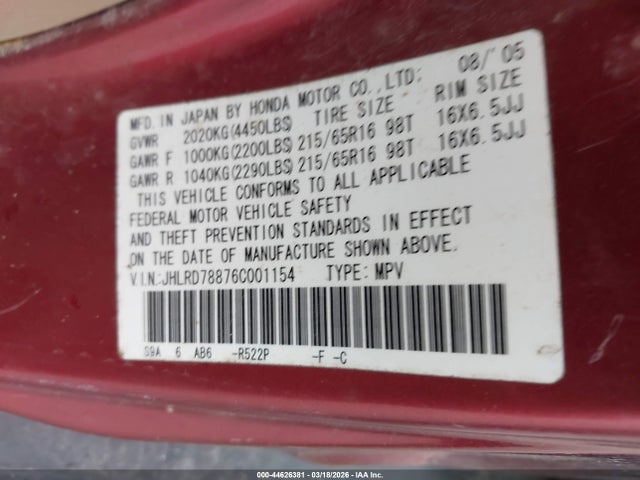 MFD. IN JAPAN BY HONDA MOTOR CO.,LTD: 08/'05
GVWR 2020KG(4450LBS) TIRE SIZE RIM SIZE
GAWR F 1000KG(2200LBS) 215/65R16 98T 16X6.5JJ
GAWR R 1040KG(2290LBS) 215/65R16 98T 16X6.5JJ
THIS VEHICLE CONFORMS TO ALL APPLICABLE
FEDERAL MOTOR VEHICLE SAFETY
AND THEFT PREVENTION STANDARDS IN EFFECT
ON THE DATE OF MANUFACTURE SHOWN ABOVE.
V.I.N.:JHLRD78876C001154 TYPE: MPV
S9A 6 AB6 -R522P -F -C
000-44626381 - 03/18/2026 - IAA Inc.